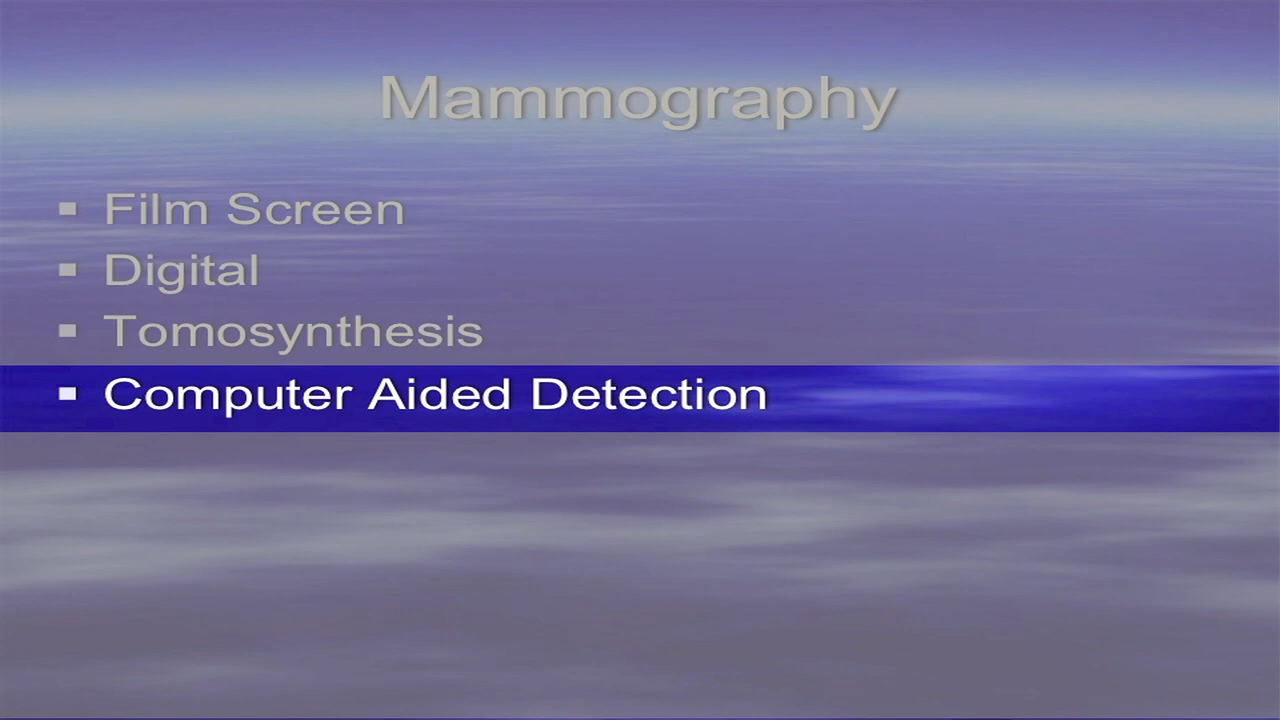 Mammography
▪ Film Screen
▪ Digital
▪ Tomosynthesis
▪ Computer Aided Detection